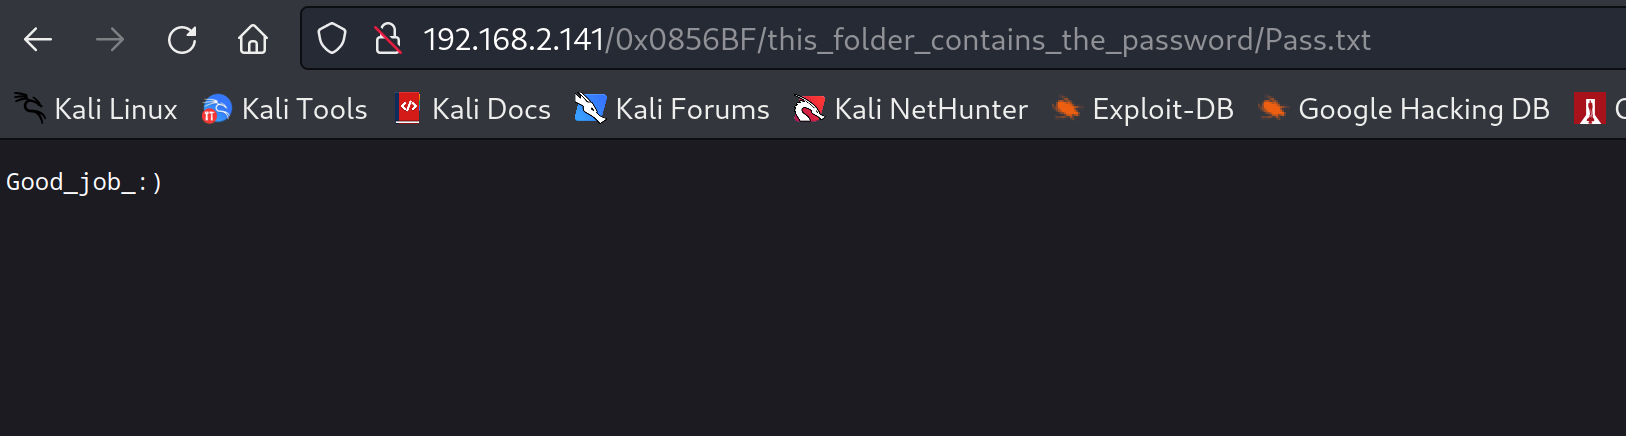 192.168.2.141/0x0856BF/this_folder_contains_the_password/Pass.txt
Kali Linux Kali Tools Kali Docs Kali Forums Kali NetHunter Exploit-DB Google Hacking DB
Good_job_:)